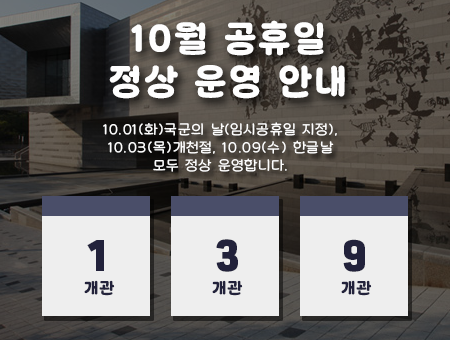 10월 공휴일
정상 운영 안내
10.01(화)국군의 날(임시공휴일 지정),
10.03(목)개천절, 10.09(수) 한글날
모두 정상 운영합니다.
1 3 9
개관 개관 개관